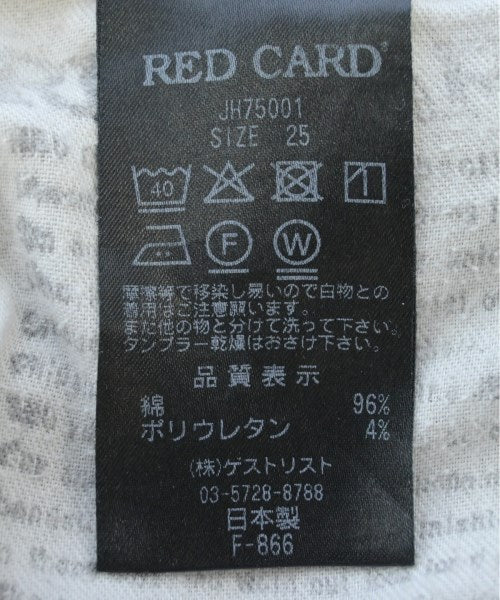 RED CARD
JH75001
SIZE 25
40
F W
摩擦等で移染し易いので白物との
着用はご注意願います。
また他の物と分けて洗って下さい。
タンブラー乾燥はおさけ下さい。
品質表示
綿 96%
ポリウレタン 4%
(株)ゲストリスト
03-5728-8788
日本製
F-866